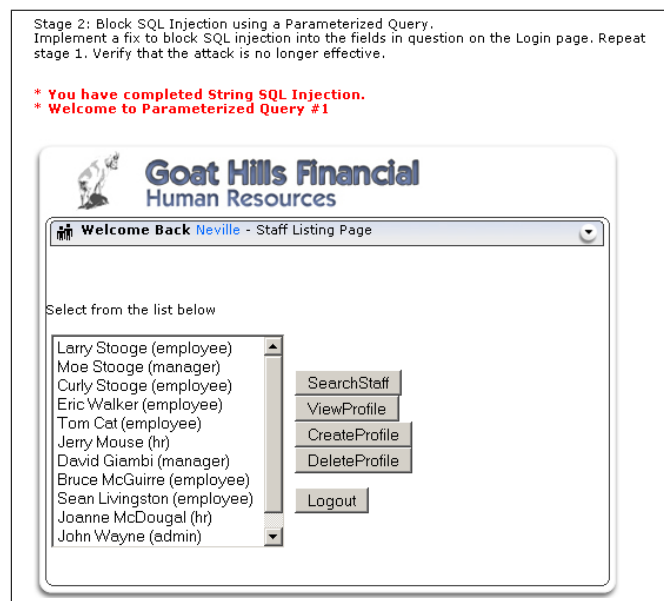 Stage 2: Block SQL Injection using a Parameterized Query.
Implement a fix to block SQL injection into the fields in question on the Login page. Repeat
stage 1. Verify that the attack is no longer effective.
* You have completed String SQL Injection.
* Welcome to Parameterized Query #1
Goat Hills Financial
Human Resources
Welcome Back Neville - Staff Listing Page
Select from the list below
Larry Stooge (employee)
Moe Stooge (manager)
Curly Stooge (employee)
Eric Walker (employee)
Tom Cat (employee)
Jerry Mouse (hr)
David Giambi (manager)
Bruce McGuirre (employee)
Sean Livingston (employee)
Joanne McDougal (hr)
John Wayne (admin)
SearchStaff
ViewProfile
CreateProfile
DeleteProfile
Logout